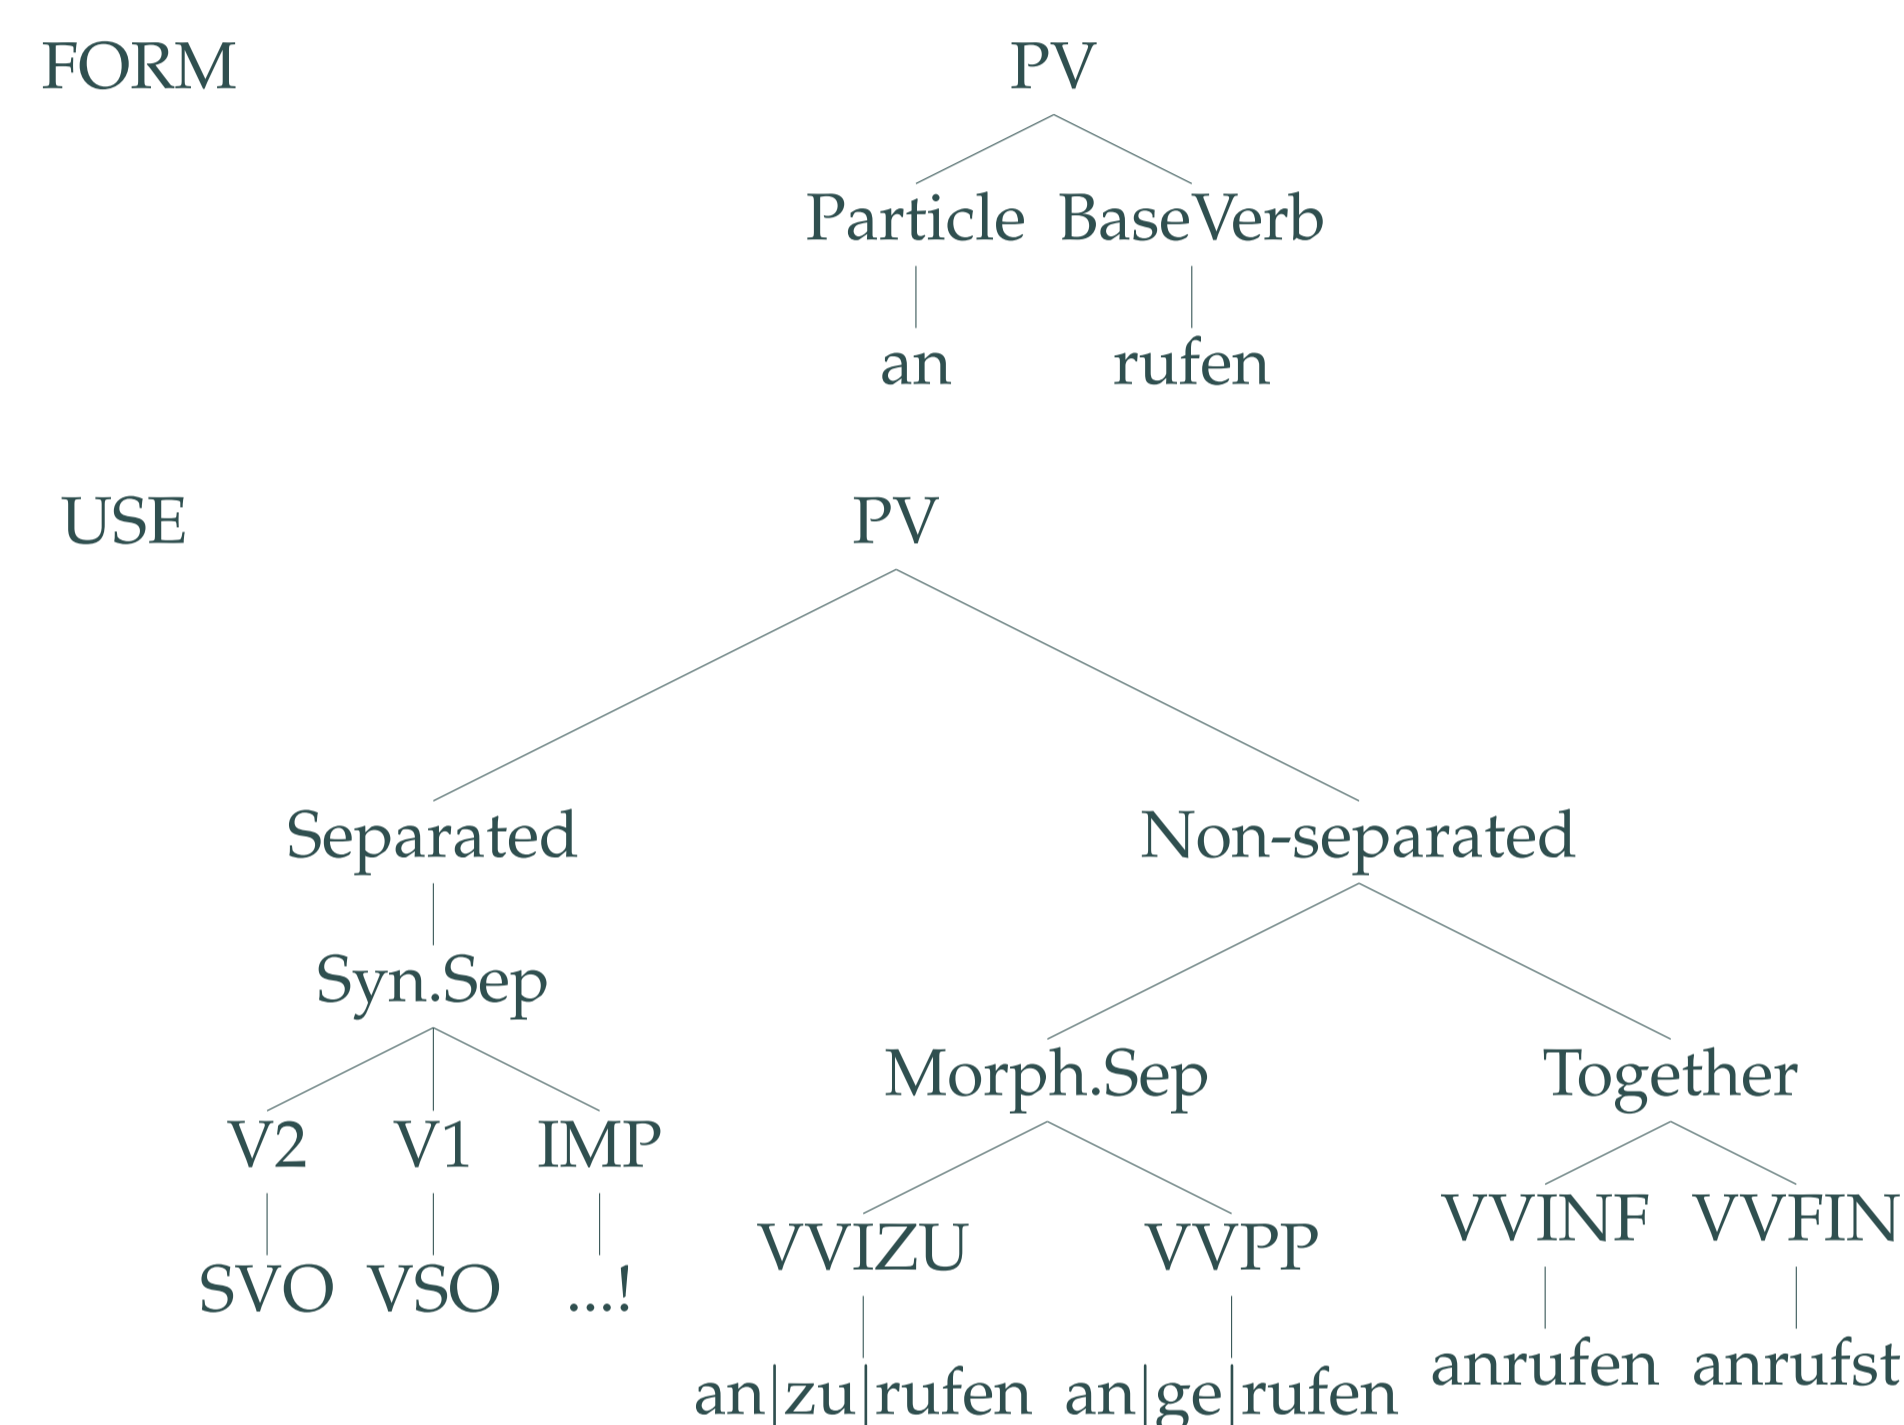 FORM PV
Particle BaseVerb
an rufen
USE PV
Separated Non-separated
Syn.Sep
Morph.Sep Together
V2 V1 IMP
VVINF VVFIN
VVIZU VVPP
SVO VSO ...!
anrufen anrufst
an|zu|rufen an|ge|rufen